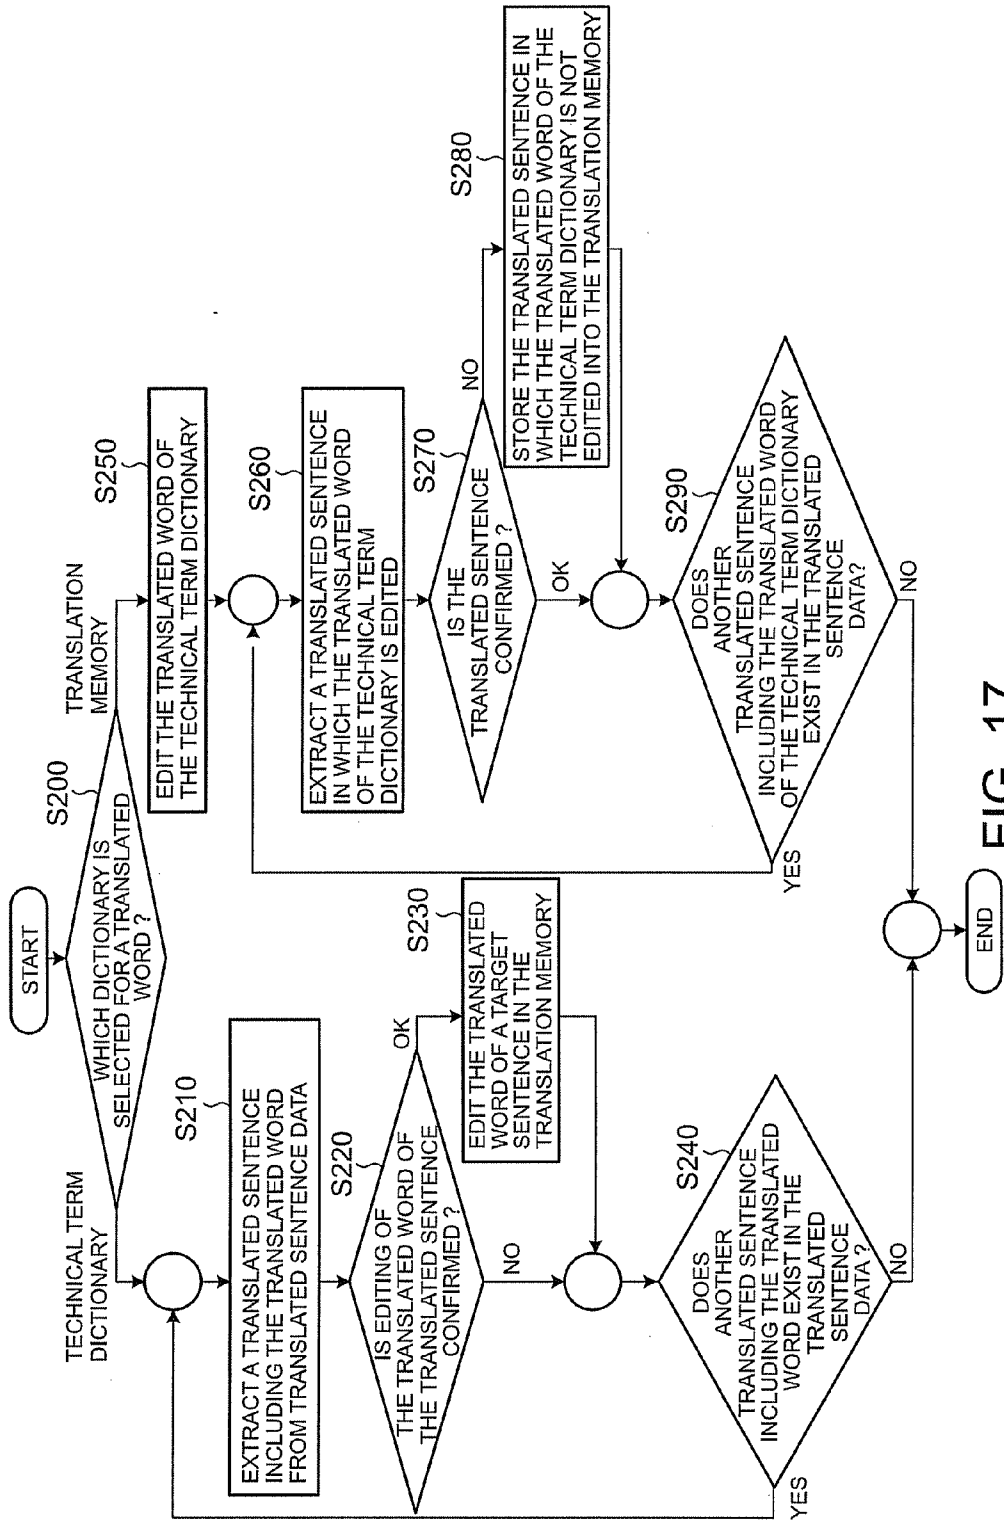 START
S200
WHICH DICTIONARY IS
SELECTED FOR A TRANSLATED
WORD ?
TECHNICAL TERM
DICTIONARY
TRANSLATION
MEMORY
S210
EXTRACT A TRANSLATED SENTENCE
INCLUDING THE TRANSLATED WORD
FROM TRANSLATED SENTENCE DATA
S220
IS EDITING OF
THE TRANSLATED WORD OF
THE TRANSLATED SENTENCE
CONFIRMED ?
OK
NO
S230
EDIT THE TRANSLATED
WORD OF A TARGET
SENTENCE IN THE
TRANSLATION MEMORY
S240
DOES
ANOTHER
TRANSLATED SENTENCE
INCLUDING THE TRANSLATED
WORD EXIST IN THE
TRANSLATED
SENTENCE
DATA ?
YES
NO
S250
EDIT THE TRANSLATED WORD OF
THE TECHNICAL TERM DICTIONARY
S260
EXTRACT A TRANSLATED SENTENCE
IN WHICH THE TRANSLATED WORD
OF THE TECHNICAL TERM
DICTIONARY IS EDITED
S270
IS THE
TRANSLATED SENTENCE
CONFIRMED ?
NO
OK
S280
STORE THE TRANSLATED SENTENCE IN
WHICH THE TRANSLATED WORD OF THE
TECHNICAL TERM DICTIONARY IS NOT
EDITED INTO THE TRANSLATION MEMORY
S290
DOES
ANOTHER
TRANSLATED SENTENCE
INCLUDING THE TRANSLATED WORD
OF THE TECHNICAL TERM DICTIONARY
EXIST IN THE TRANSLATED
SENTENCE
DATA?
YES
NO
END
FIG. 17